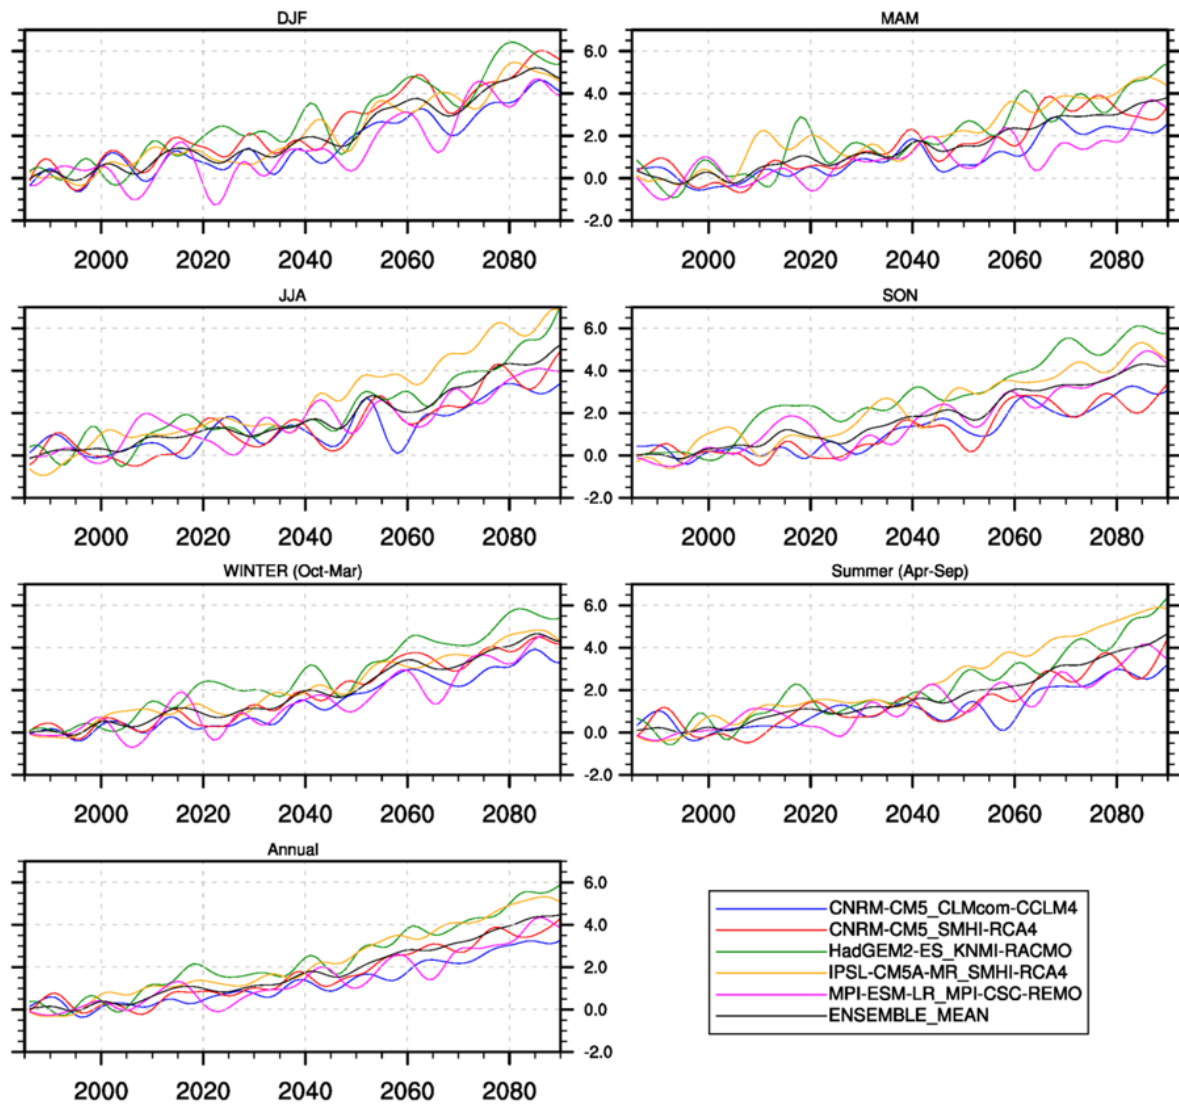 DJF
MAM
6.0
4.0
2.0
0.0
-2.0
2000 2020 2040 2060 2080
2000 2020 2040 2060 2080
JJA
SON
6.0
4.0
2.0
0.0
-2.0
2000 2020 2040 2060 2080
2000 2020 2040 2060 2080
WINTER (Oct-Mar)
Summer (Apr-Sep)
6.0
4.0
2.0
0.0
-2.0
2000 2020 2040 2060 2080
2000 2020 2040 2060 2080
Annual
6.0
4.0
2.0
0.0
-2.0
2000 2020 2040 2060 2080
CNRM-CM5_CLMcom-CCLM4
CNRM-CM5_SMHI-RCA4
HadGEM2-ES_KNMI-RACMO
IPSL-CM5A-MR_SMHI-RCA4
MPI-ESM-LR_MPI-CSC-REMO
ENSEMBLE_MEAN